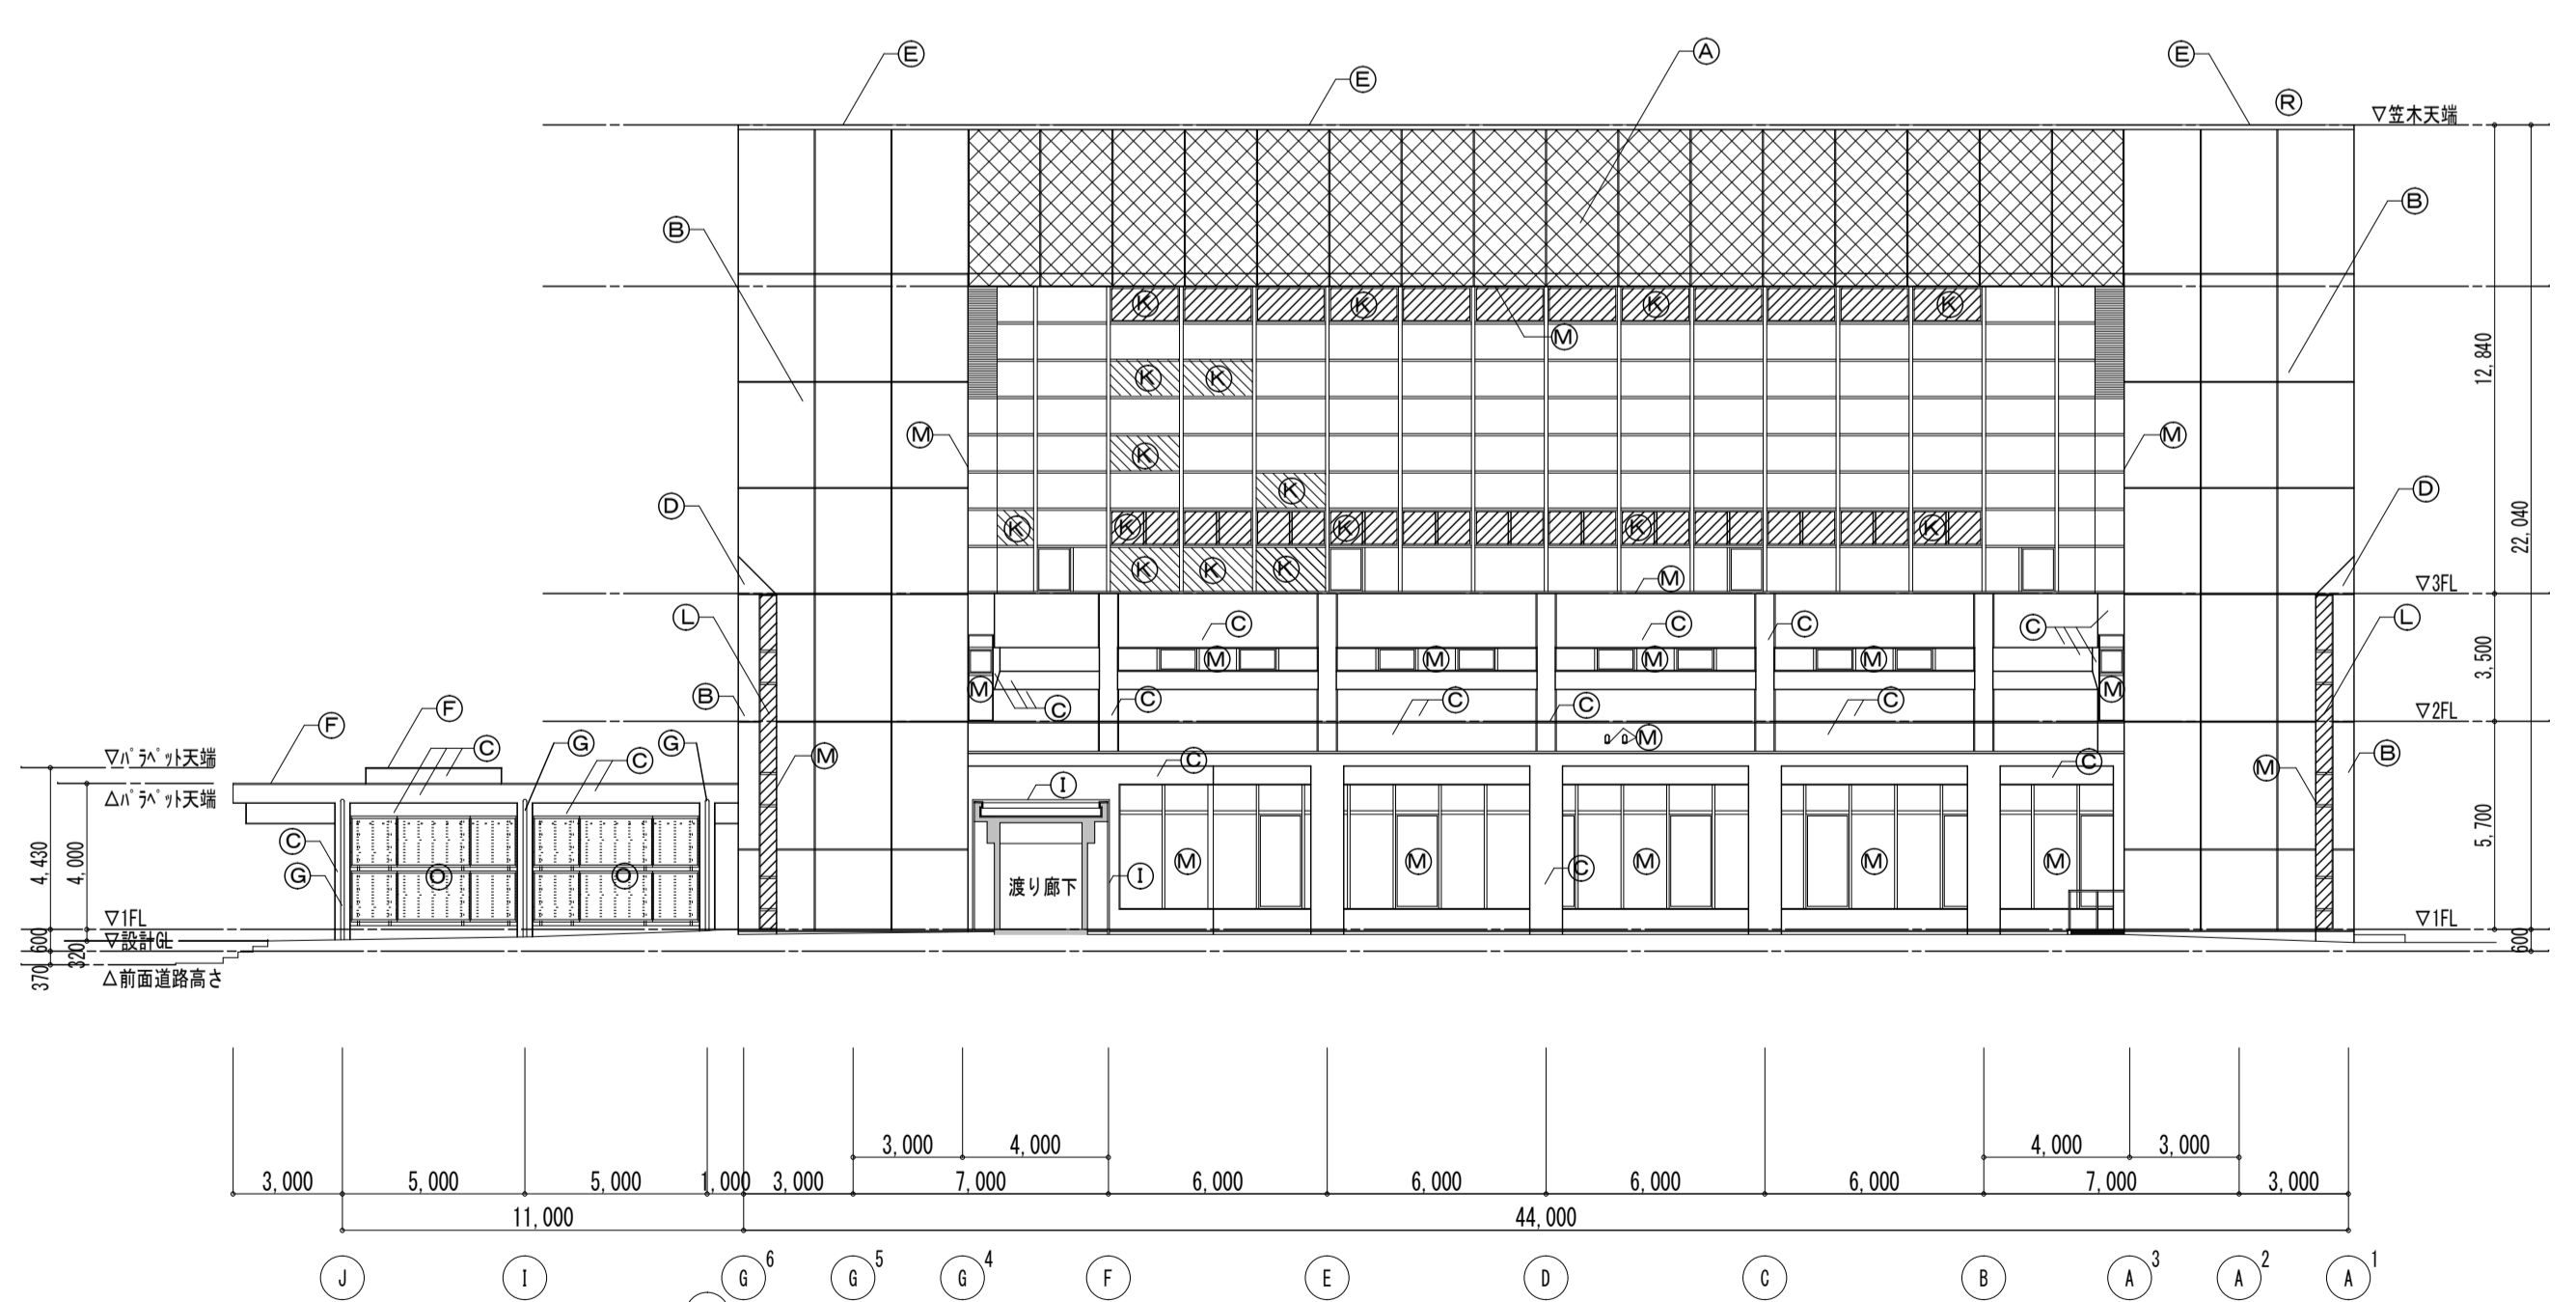 Ⓔ Ⓐ Ⓔ
Ⓔ Ⓡ
▽笠木天端
Ⓑ Ⓑ
Ⓚ Ⓚ Ⓚ Ⓚ
Ⓜ
12,840
Ⓚ Ⓚ
Ⓜ Ⓚ Ⓜ
Ⓚ
Ⓓ Ⓓ
22,040
Ⓚ Ⓚ Ⓚ Ⓚ Ⓚ
Ⓚ Ⓚ Ⓚ
Ⓜ
▽3FL
Ⓛ Ⓒ Ⓒ Ⓒ Ⓒ Ⓛ
Ⓜ Ⓜ Ⓜ Ⓜ
3,500
Ⓑ Ⓜ Ⓒ Ⓒ Ⓒ Ⓒ Ⓒ Ⓜ
▽2FL
Ⓕ Ⓕ
Ⓒ Ⓖ Ⓖ Ⓜ
▽パラペット天端
Ⓒ Ⓜ Ⓒ Ⓒ Ⓜ Ⓑ
△パラペット天端
Ⓘ
5,700
4,430
4,000
Ⓒ Ⓜ Ⓜ Ⓜ Ⓜ Ⓜ
Ⓖ Ⓞ Ⓞ 渡り廊下 Ⓘ Ⓒ
▽1FL ▽1FL
600
▽設計GL
320
600
370
△前面道路高さ
3,000 4,000 4,000 3,000
3,000 5,000 5,000 1,000 3,000 7,000 6,000 6,000 6,000 6,000 7,000 3,000
11,000 44,000
J I G6 G5 G4 F E D C B A3 A2 A1